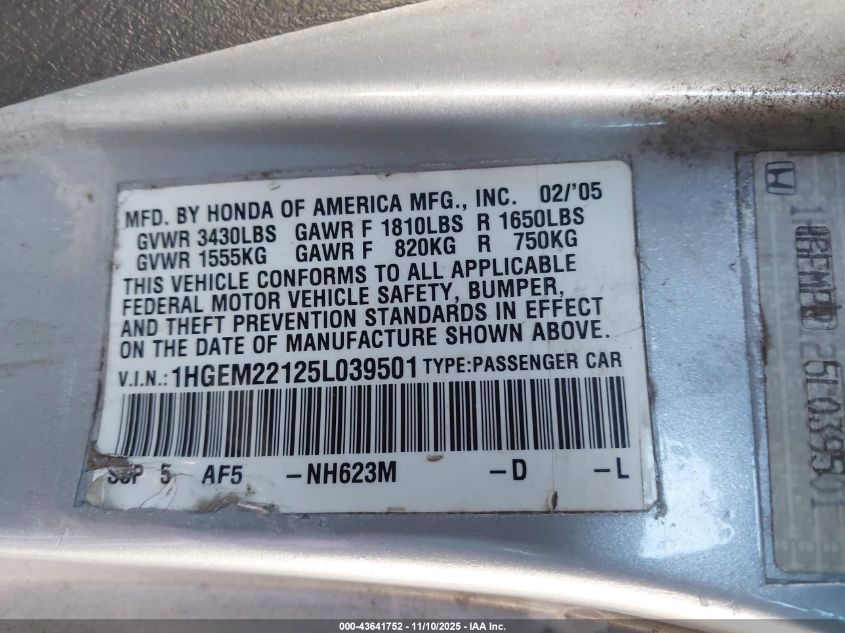 MFD. BY HONDA OF AMERICA MFG., INC. 02/'05
GVWR 3430LBS GAWR F 1810LBS R 1650LBS
GVWR 1555KG GAWR F 820KG R 750KG
THIS VEHICLE CONFORMS TO ALL APPLICABLE
FEDERAL MOTOR VEHICLE SAFETY, BUMPER,
AND THEFT PREVENTION STANDARDS IN EFFECT
ON THE DATE OF MANUFACTURE SHOWN ABOVE.
V.I.N.: 1HGEM22125L039501 TYPE:PASSENGER CAR
5 AF5 -NH623M -D -L
000-43641752 - 11/10/2025 - IAA Inc.